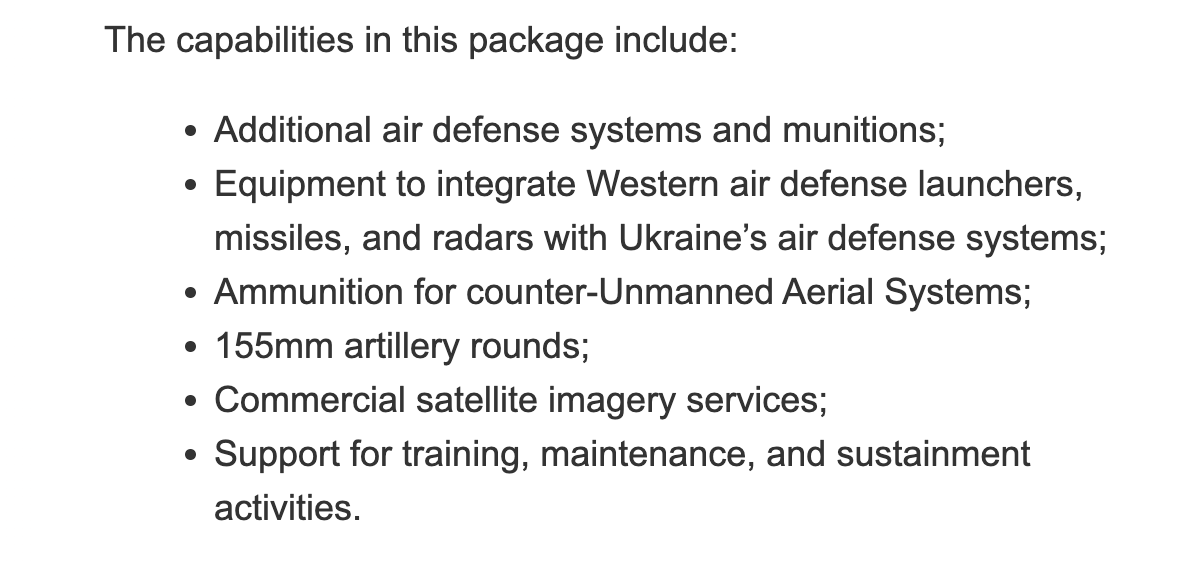 The capabilities in this package include:
• Additional air defense systems and munitions;
• Equipment to integrate Western air defense launchers,
missiles, and radars with Ukraine’s air defense systems;
• Ammunition for counter-Unmanned Aerial Systems;
• 155mm artillery rounds;
• Commercial satellite imagery services;
• Support for training, maintenance, and sustainment
activities.